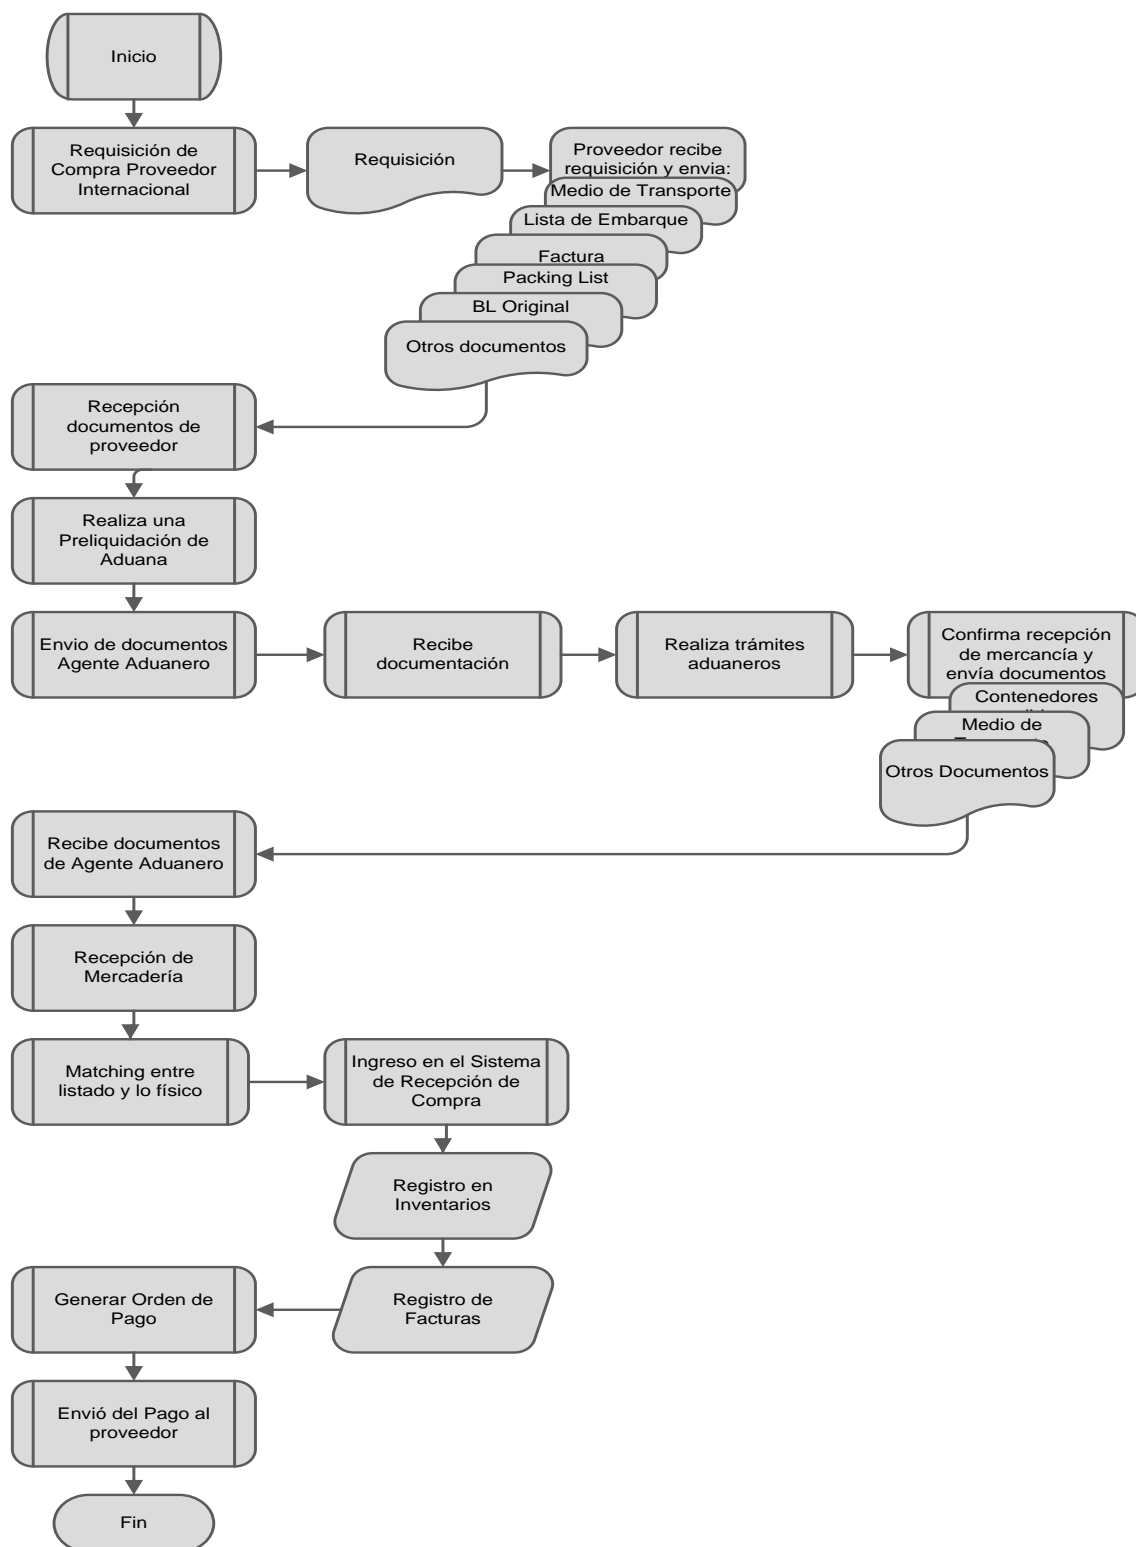 Inicio
Requisición de
Compra Proveedor
Internacional
Requisición
Proveedor recibe
requisición y envia:
Medio de Transporte
Lista de Embarque
Factura
Packing List
BL Original
Otros documentos
Recepción
documentos de
proveedor
Realiza una
Preliquidación de
Aduana
Envio de documentos
Agente Aduanero
Recibe
documentación
Realiza trámites
aduaneros
Confirma recepción
de mercancía y
envía documentos
Contenedores
Medio de
Otros Documentos
Recibe documentos
de Agente Aduanero
Recepción de
Mercadería
Matching entre
listado y lo físico
Ingreso en el Sistema
de Recepción de
Compra
Registro en
Inventarios
Registro de
Facturas
Generar Orden de
Pago
Envió del Pago al
proveedor
Fin